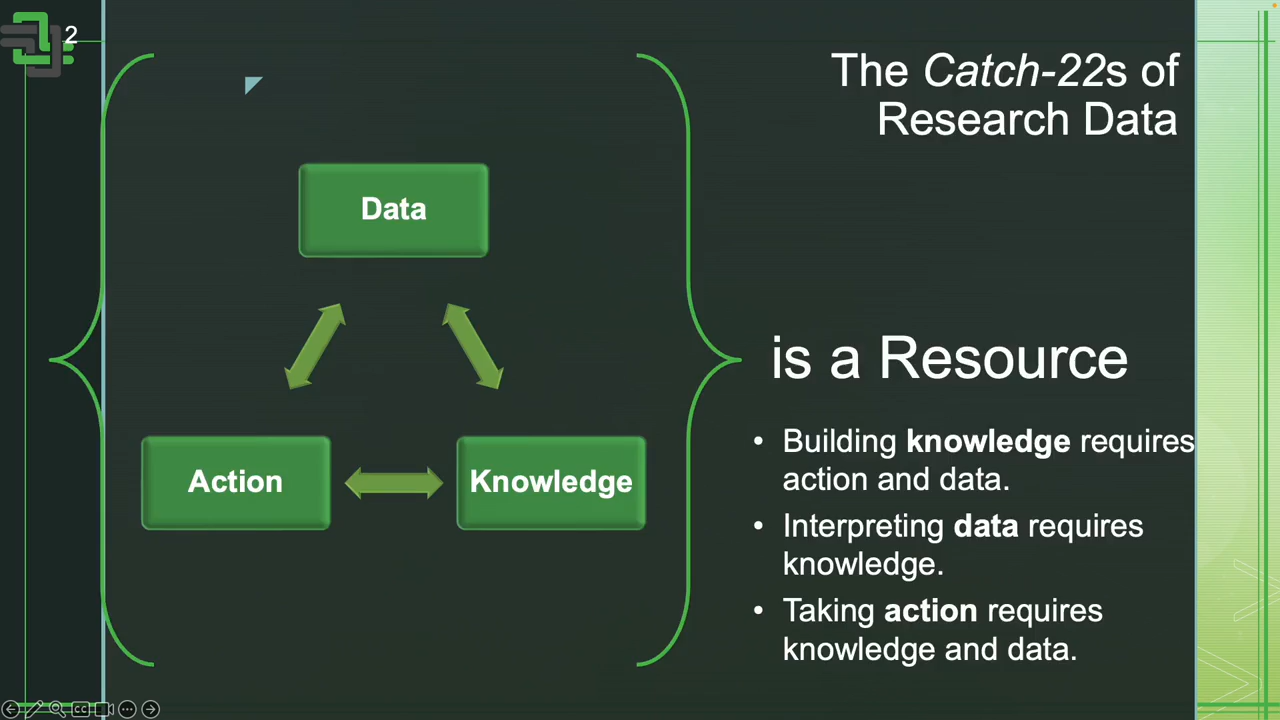 2
The Catch-22s of
Research Data
Data
Action
Knowledge
is a Resource
• Building knowledge requires
action and data.
• Interpreting data requires
knowledge.
• Taking action requires
knowledge and data.
CC